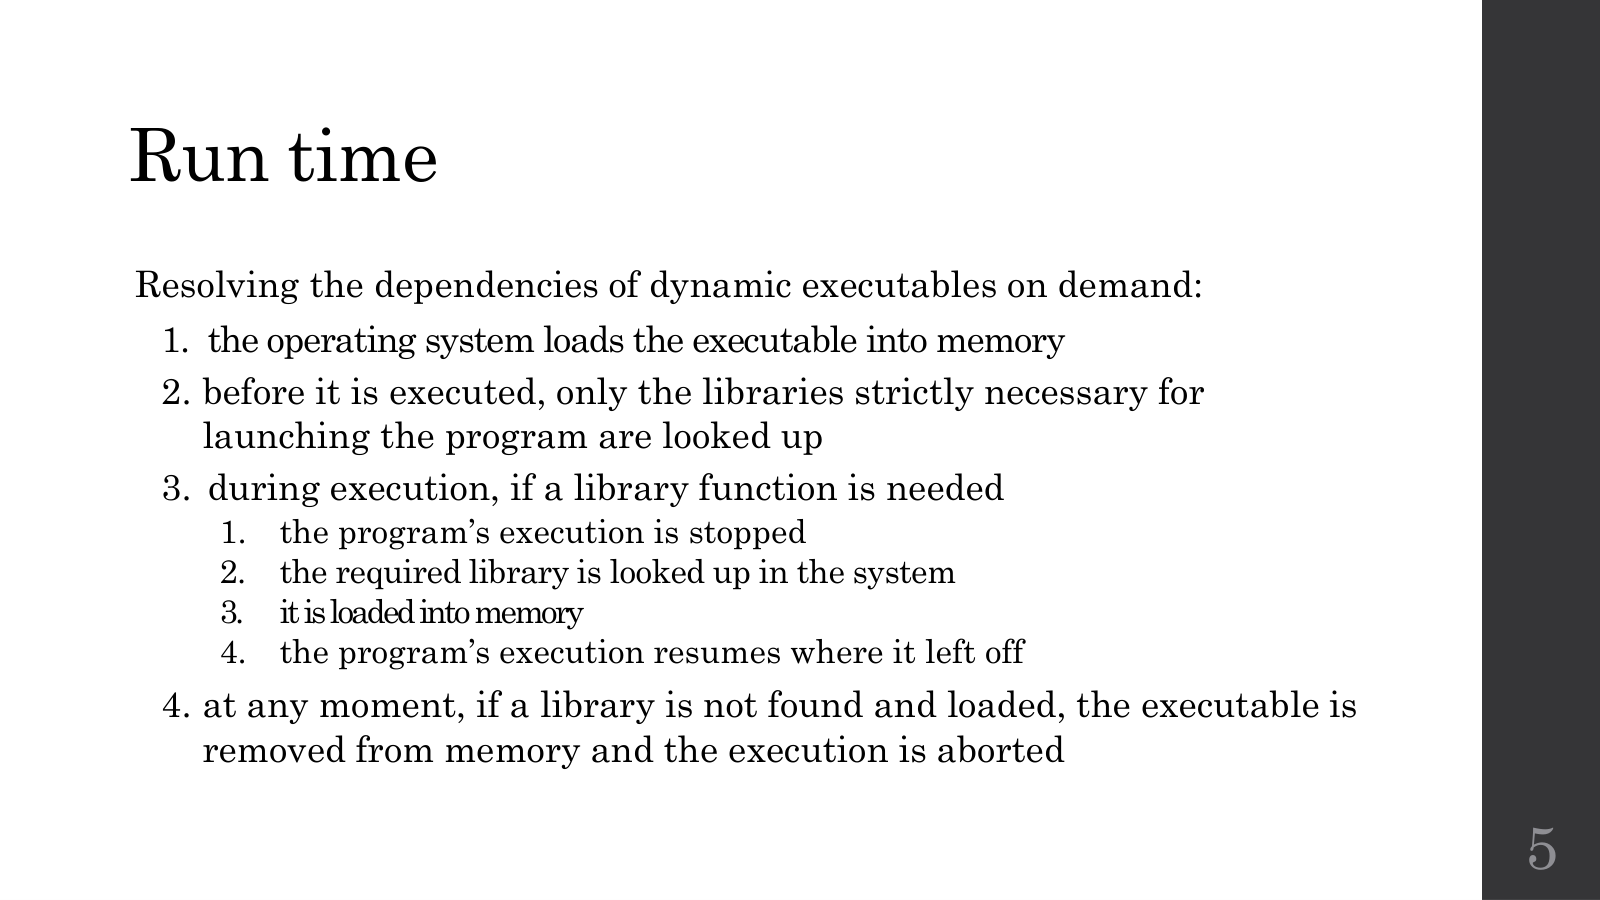 Run time
Resolving the dependencies of dynamic executables on demand:
1. the operating system loads the executable into memory
2. before it is executed, only the libraries strictly necessary for
launching the program are looked up
3. during execution, if a library function is needed
1. the program’s execution is stopped
2. the required library is looked up in the system
3. it is loaded into memory
4. the program’s execution resumes where it left off
4. at any moment, if a library is not found and loaded, the executable is
removed from memory and the execution is aborted
5